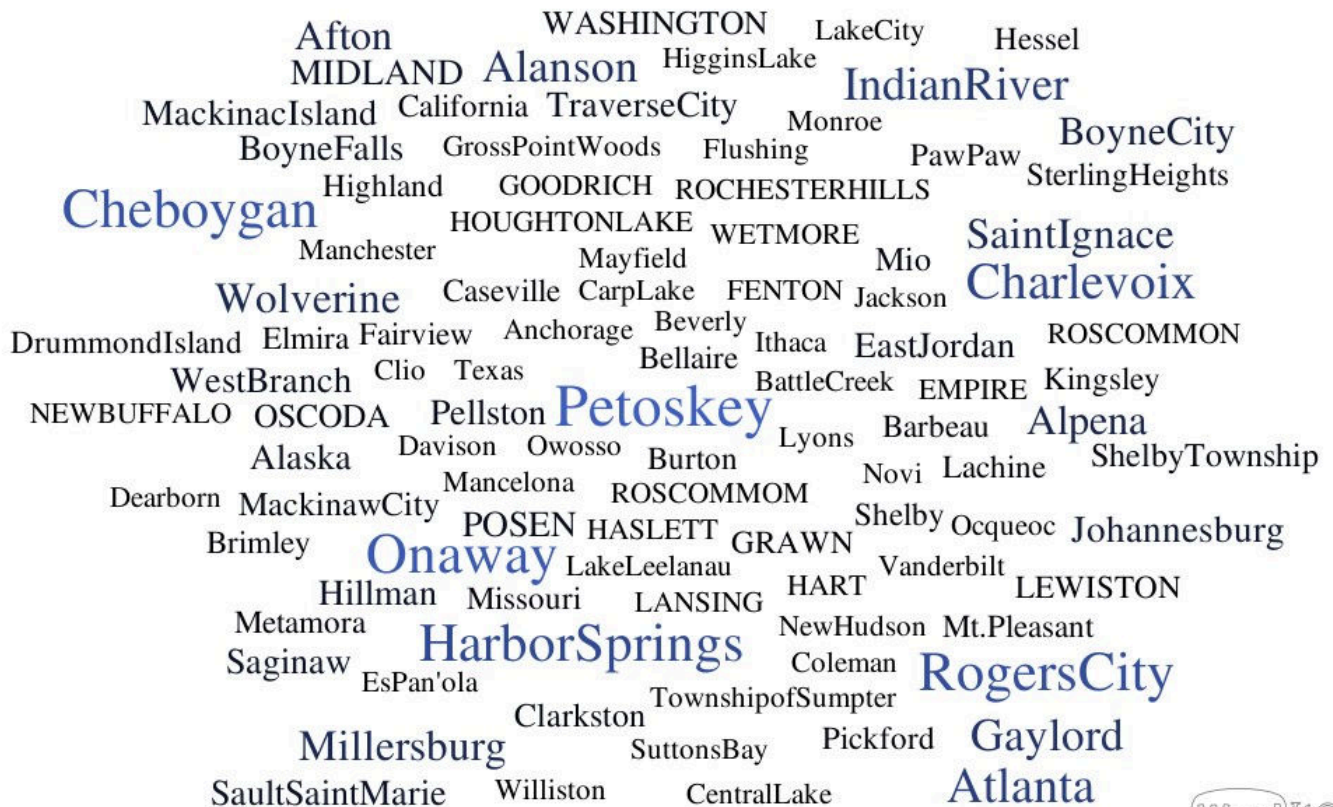 WASHINGTON LakeCity
Afton Hessel
HigginsLake
MIDLAND Alanson IndianRiver
MackinacIsland California TraverseCity
Monroe BoyneCity
BoyneFalls GrossPointWoods Flushing PawPaw
SterlingHeights
Highland GOODRICH ROCHESTERHILLS
Cheboygan
HOUGHTONLAKE WETMORE SaintIgnace
Manchester Mayfield Mio
Wolverine Caseville CarpLake FENTON Jackson Charlevoix
DrummondIsland Elmira Fairview Anchorage Beverly Ithaca EastJordan ROSCOMMON
Bellaire
WestBranch Clio Texas BattleCreek EMPIRE Kingsley
NEWBUFFALO OSCODA Pellston Petoskey Alpena
Lyons Barbeau
Alaska Davison Owosso Burton Novi Lachine ShelbyTownship
Dearborn MackinawCity Mancelona ROSCOMMOM
POSEN HASLETT Shelby Ocqueoc Johannesburg
Brimley Onaway GRAWN
LakeLeelanau Vanderbilt
Hillman Missouri LANSING HART LEWISTON
Metamora HarborSprings NewHudson Mt.Pleasant
Saginaw Coleman RogersCity
EsPan'ola TownshipofSumpter
Clarkston
Millersburg SuttonsBay Pickford Gaylord
SaultSaintMarie Williston CentralLake Atlanta